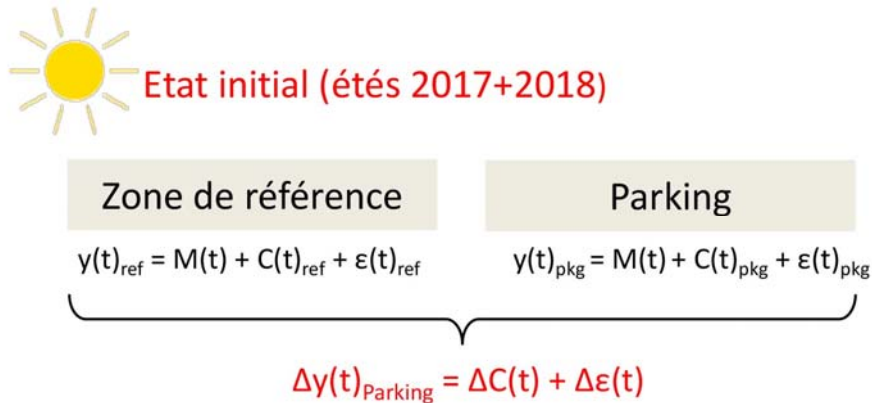 Etat initial (étés 2017+2018)
Zone de référence
Parking
y(t)ref = M(t) + C(t)ref + ε(t)ref
y(t)pkg = M(t) + C(t)pkg + ε(t)pkg
Δy(t)Parking = ΔC(t) + Δε(t)